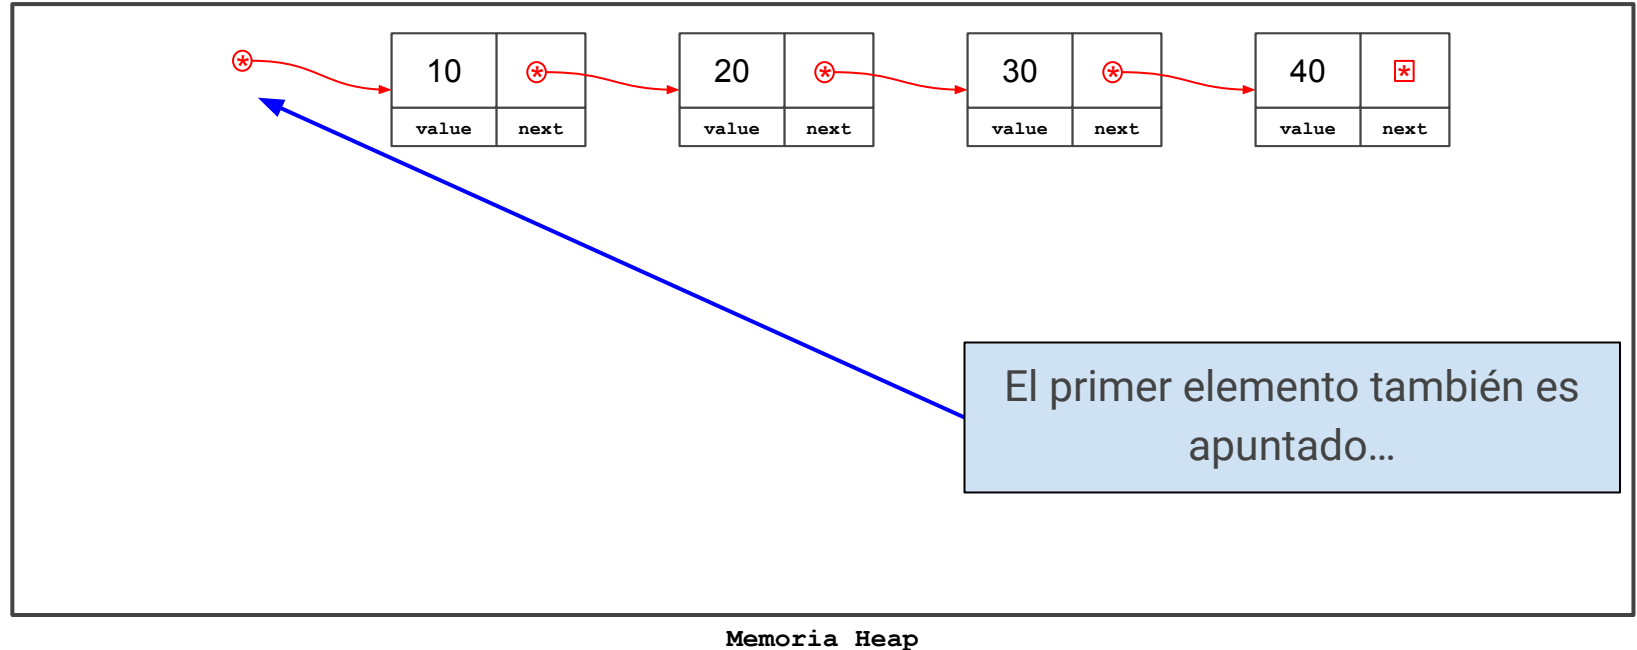 * 10 * 20 * 30 * 40 *
value next value next value next value next
El primer elemento también es
apuntado…
Memoria Heap